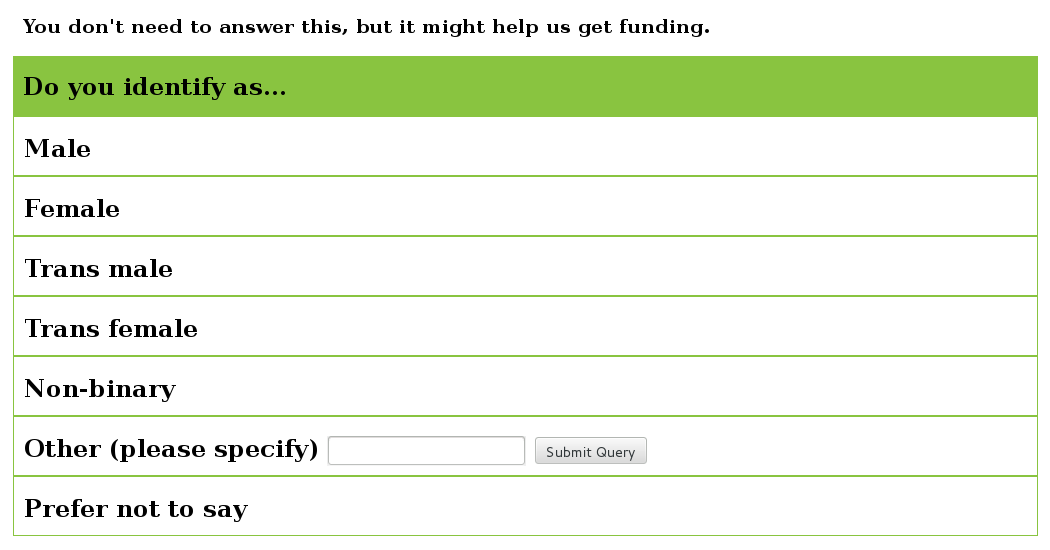 You don't need to answer this, but it might help us get funding.
Do you identify as...
Male
Female
Trans male
Trans female
Non-binary
Other (please specify) Submit Query
Prefer not to say